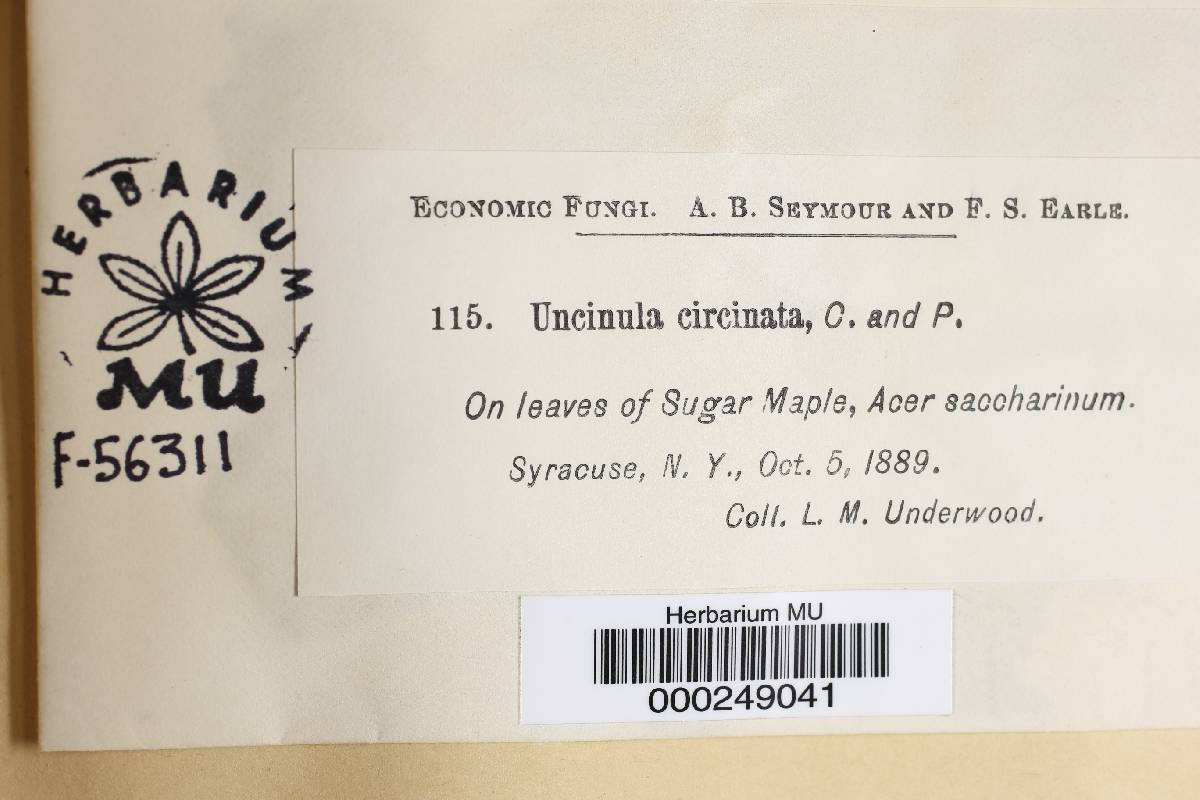 HERBARIUM
MU
F-56311
ECONOMIC FUNGI. A. B. SEYMOUR AND F. S. EARLE.
115. Uncinula circinata, C. and P.
On leaves of Sugar Maple, Acer saccharinum.
Syracuse, N. Y., Oct. 5, 1889.
Coll. L. M. Underwood.
Herbarium MU
000249041